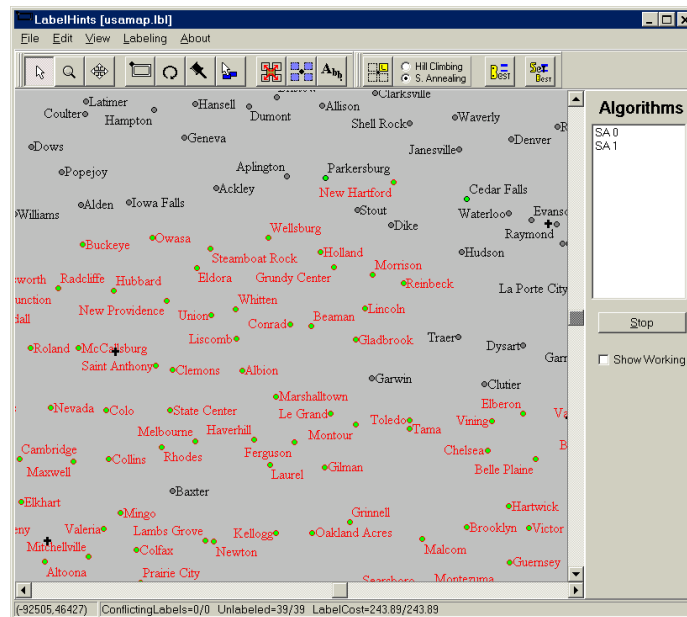 LabelHints [usamap.lbl]
File Edit View Labeling About
Abb
Hill Climbing
S. Annealing
Best
Set Best
Algorithms
SA 0
SA 1
Stop
Show Working
Latimer Hansell Allison Clarksville
Coulter Hampton Dumont Shell Rock Waverly
Dows Geneva Janesville Denver
Popejoy Aplington Parkersburg
Ackley New Hartford Cedar Falls
Williams Alden Iowa Falls Stout Waterloo Evans
Dike Raymond
Wellsburg
Buckeye Owasa Steamboat Rock Holland Hudson
Morrison
Radcliffe Hubbard Eldora Grundy Center Reinbeck La Porte City
Whitten
New Providence Union Beaman Lincoln
Conrad
Liscomb Gladbrook Traer Dysart
Roland McCallsburg
Saint Anthony Clemons Albion Garwin Clutier
Marshalltown Elberon
Nevada Colo State Center Le Grand Toledo Vining
Melbourne Haverhill Montour Tama
Cambridge Ferguson Chelsea
Maxwell Collins Rhodes Laurel Gilman Belle Plaine
Baxter
Elkhart Mingo Hartwick
Grinnell
Valeria Lambs Grove Kellogg Oakland Acres Brooklyn Victor
Mitchellville Colfax Newton Malcom
Altoona Prairie City Guernsey
Searsboro Montezuma
(-92505,46427) ConflictingLabels=0/0 Unlabeled=39/39 LabelCost=243.89/243.89